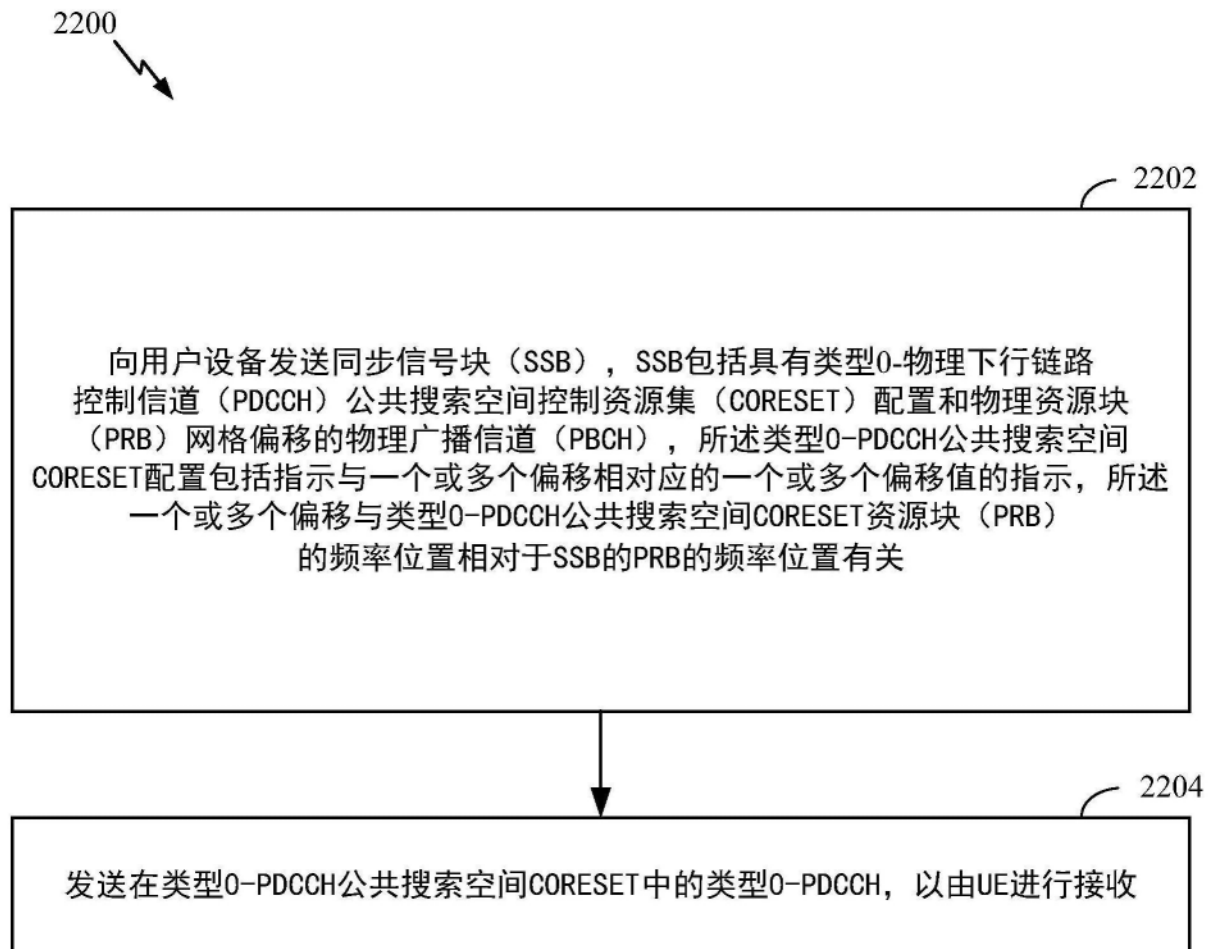 2200
2202
向用户设备发送同步信号块（SSB），SSB包括具有类型0-物理下行链路
控制信道（PDCCH）公共搜索空间控制资源集（CORESET）配置和物理资源块
（PRB）网格偏移的物理广播信道（PBCH），所述类型0-PDCCH公共搜索空间
CORESET配置包括指示与一个或多个偏移相对应的一个或多个偏移值的指示，所述
一个或多个偏移与类型0-PDCCH公共搜索空间CORESET资源块（PRB）
的频率位置相对于SSB的PRB的频率位置有关
2204
发送在类型0-PDCCH公共搜索空间CORESET中的类型0-PDCCH，以由UE进行接收